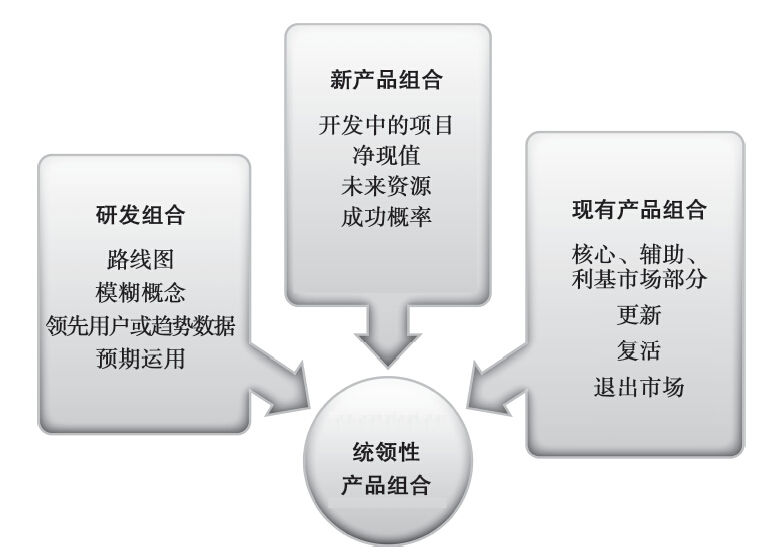 新产品组合
开发中的项目
净现值
未来资源
成功概率
研发组合
路线图
模糊概念
领先用户或趋势数据
预期运用
现有产品组合
核心、辅助、
利基市场部分
更新
复活
退出市场
统领性
产品组合